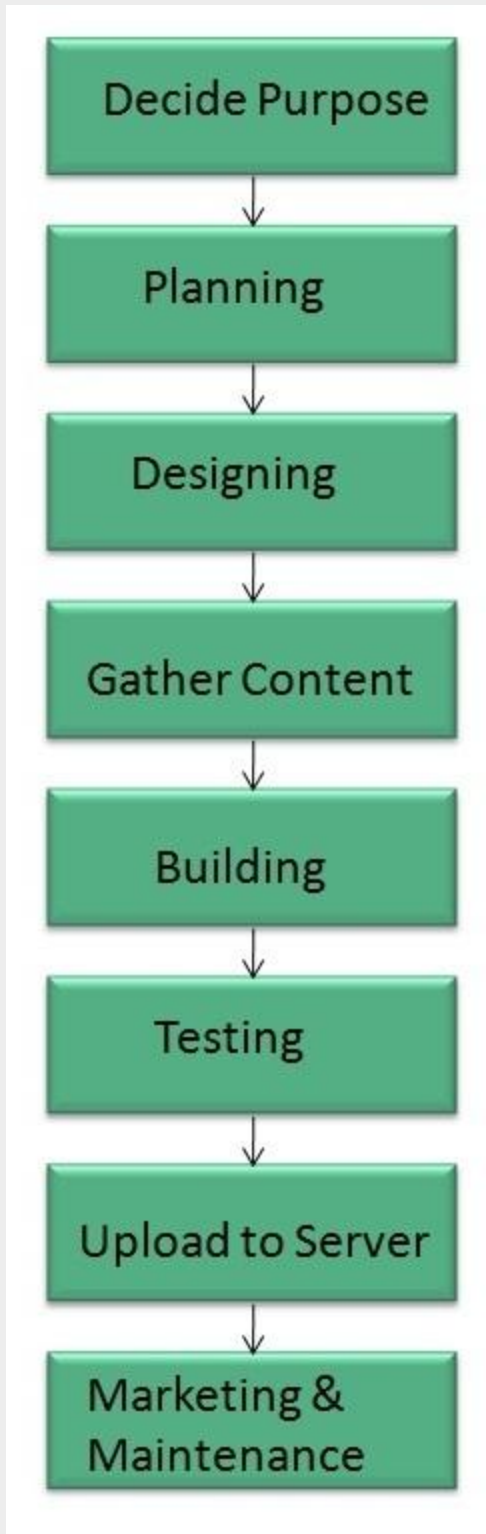 Decide Purpose
Planning
Designing
Gather Content
Building
Testing
Upload to Server
Marketing &
Maintenance